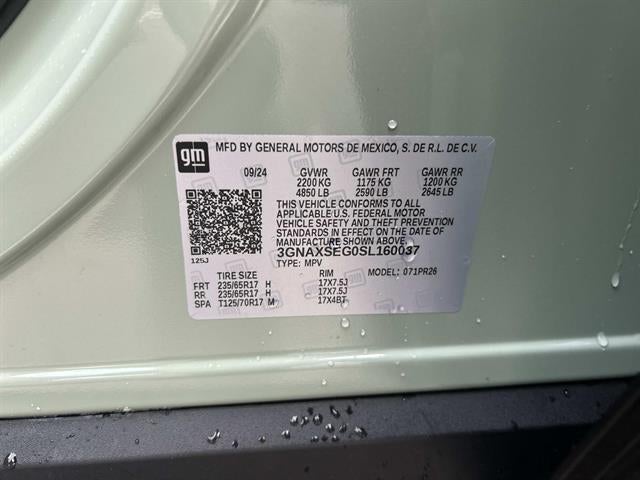 gm
MFD BY GENERAL MOTORS DE MEXICO, S. DE R.L. DE C.V.
09/24 GVWR GAWR FRT GAWR RR
2200 KG 1175 KG 1200 KG
4850 LB 2590 LB 2645 LB
THIS VEHICLE CONFORMS TO ALL
APPLICABLE U.S. FEDERAL MOTOR
VEHICLE SAFETY AND THEFT PREVENTION
STANDARDS IN EFFECT ON THE DATE OF
MANUFACTURE SHOWN ABOVE.
3GNAXSEG0SL160037
125J TYPE: MPV MODEL: 071PR26
TIRE SIZE RIM
FRT 235/65R17 H 17X7.5J
RR 235/65R17 H 17X7.5J
SPA T125/70R17 M 17X4BT